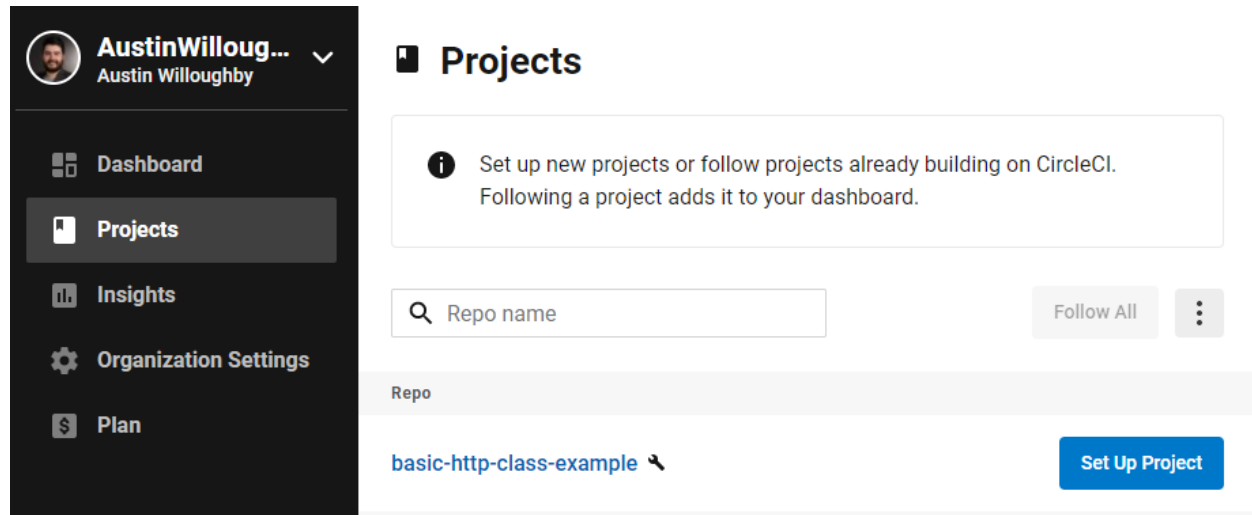 AustinWilloug...
Austin Willoughby
Dashboard
Projects
Insights
Organization Settings
Plan
Projects
Set up new projects or follow projects already building on CircleCI.
Following a project adds it to your dashboard.
Repo name
Follow All
Repo
basic-http-class-example
Set Up Project